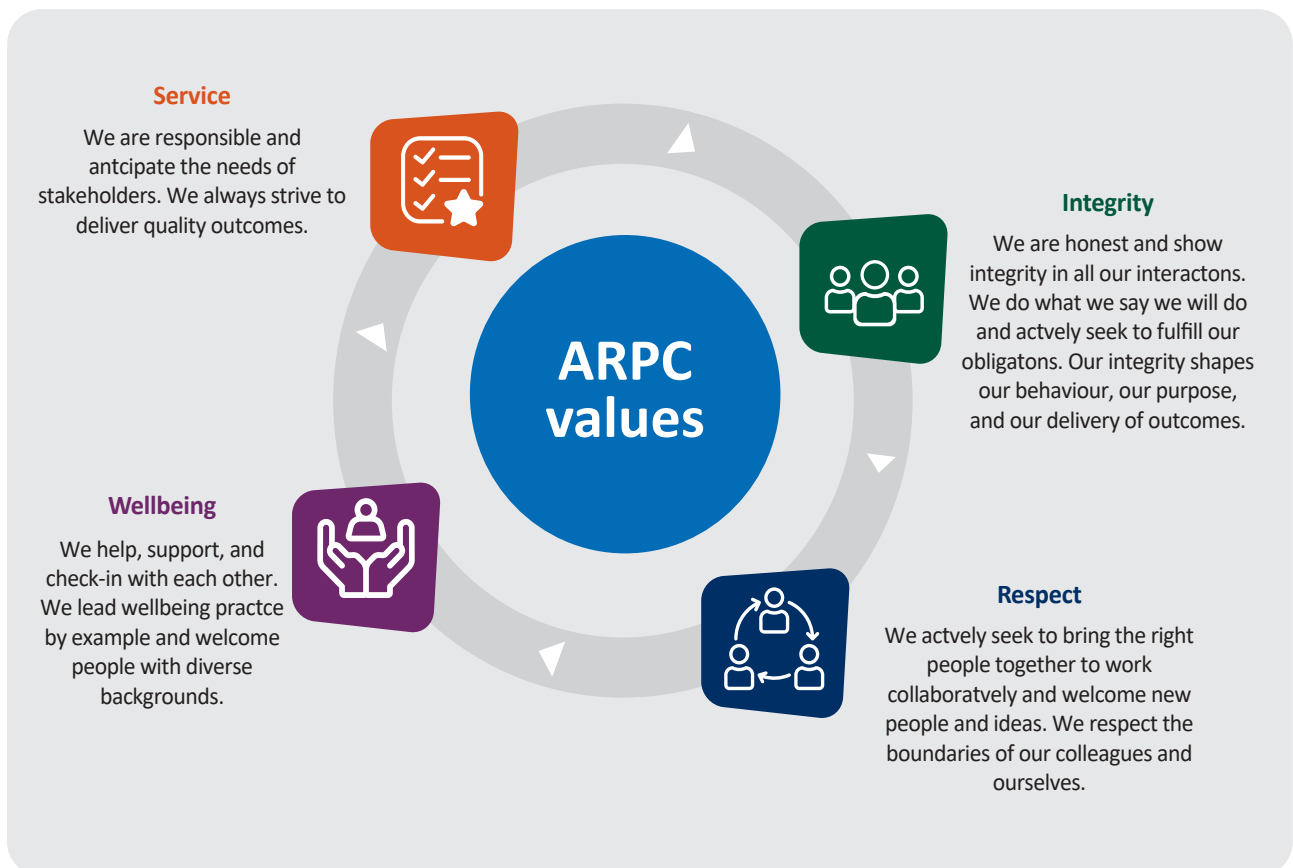 Service
We are responsible and
antcipate the needs of
stakeholders. We always strive to
deliver quality outcomes.
Integrity
We are honest and show
integrity in all our interactons.
We do what we say we will do
and actvely seek to fulfill our
obligatons. Our integrity shapes
our behaviour, our purpose,
and our delivery of outcomes.
ARPC
values
Wellbeing
We help, support, and
check-in with each other.
We lead wellbeing practce
by example and welcome
people with diverse
backgrounds.
Respect
We actvely seek to bring the right
people together to work
collaboratvely and welcome new
people and ideas. We respect the
boundaries of our colleagues and
ourselves.